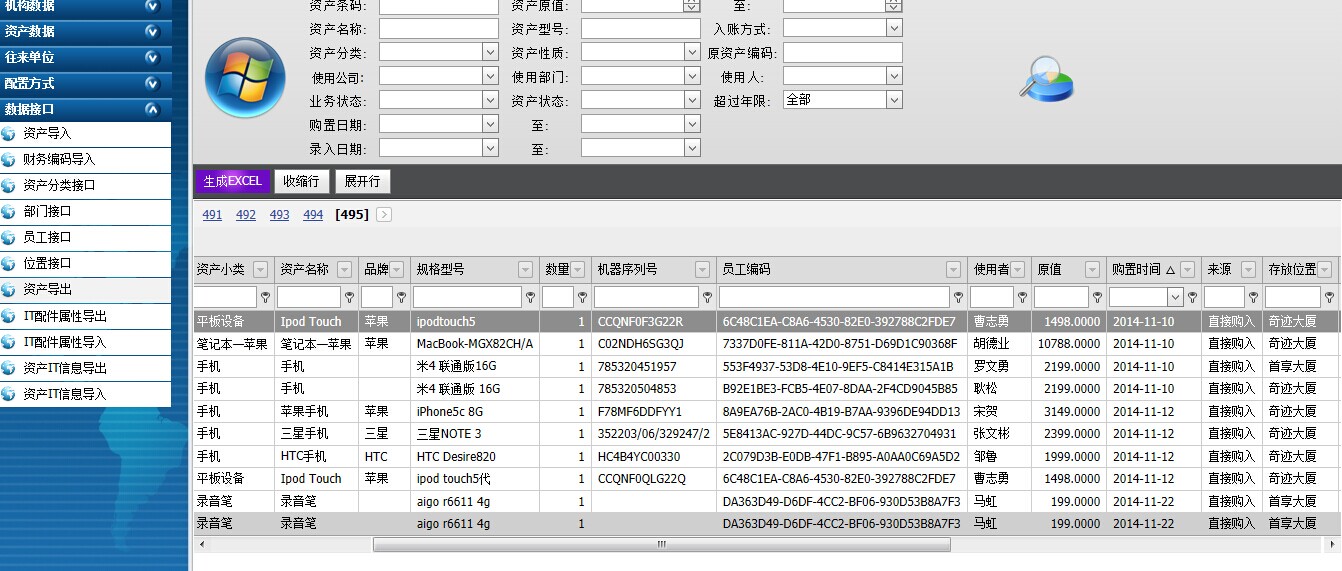 机构数据
资产数据
往来单位
配置方式
数据接口
资产导入
财务编码导入
资产分类接口
部门接口
员工接口
位置接口
资产导出
IT配件属性导出
IT配件属性导入
资产IT信息导出
资产IT信息导入
资产条码: 资产原值: 至:
资产名称: 资产型号: 入账方式:
资产分类: 资产性质: 原资产编码:
使用公司: 使用部门: 使用人:
业务状态: 资产状态: 超过年限: 全部
购置日期: 至:
录入日期: 至:
生成EXCEL 收缩行 展开行
491 492 493 494 [495] >
资产小类 资产名称 品牌 规格型号 数量 机器序列号 员工编码 使用者 原值 购置时间 △ 来源 存放位置
平板设备 Ipod Touch 苹果 ipodtouch5 1 CCQNF0F3G22R 6C48C1EA-C8A6-4530-82E0-392788C2FDE7 曹志勇 1498.0000 2014-11-10 直接购入 奇迹大厦
笔记本—苹果 笔记本—苹果 苹果 MacBook-MGX82CH/A 1 C02NDH6SG3QJ 7337D0FE-811A-42D0-8751-D69D1C90368F 胡德业 10788.0000 2014-11-10 直接购入 奇迹大厦
手机 手机 米4 联通版16G 1 785320451957 553F4937-53D8-4E10-9EF5-C8414E315A1B 罗文勇 2199.0000 2014-11-10 直接购入 首享大厦
手机 手机 米4 联通版 16G 1 785320504853 B92E1BE3-FCB5-4E07-8DAA-2F4CD9045B85 耿松 2199.0000 2014-11-10 直接购入 奇迹大厦
手机 苹果手机 苹果 iPhone5c 8G 1 F78MF6DDFYY1 8A9EA76B-2AC0-4B19-B7AA-9396DE94DD13 宋贺 3149.0000 2014-11-12 直接购入 奇迹大厦
手机 三星手机 三星 三星NOTE 3 1 352203/06/329247/2 5E8413AC-927D-44DC-9C57-6B9632704931 张文彬 2399.0000 2014-11-12 直接购入 奇迹大厦
手机 HTC手机 HTC HTC Desire820 1 HC4B4YC00330 2C079D3B-E0DB-47F1-B895-A0AA0C69A5D2 邹鲁 1999.0000 2014-11-12 直接购入 奇迹大厦
平板设备 Ipod Touch 苹果 ipod touch5代 1 CCQNF0QLG22Q 6C48C1EA-C8A6-4530-82E0-392788C2FDE7 曹志勇 1498.0000 2014-11-12 直接购入 奇迹大厦
录音笔 录音笔 aigo r6611 4g 1 DA363D49-D6DF-4CC2-BF06-930D53B8A7F3 马虹 199.0000 2014-11-22 直接购入 首享大厦
录音笔 录音笔 aigo r6611 4g 1 DA363D49-D6DF-4CC2-BF06-930D53B8A7F3 马虹 199.0000 2014-11-22 直接购入 首享大厦